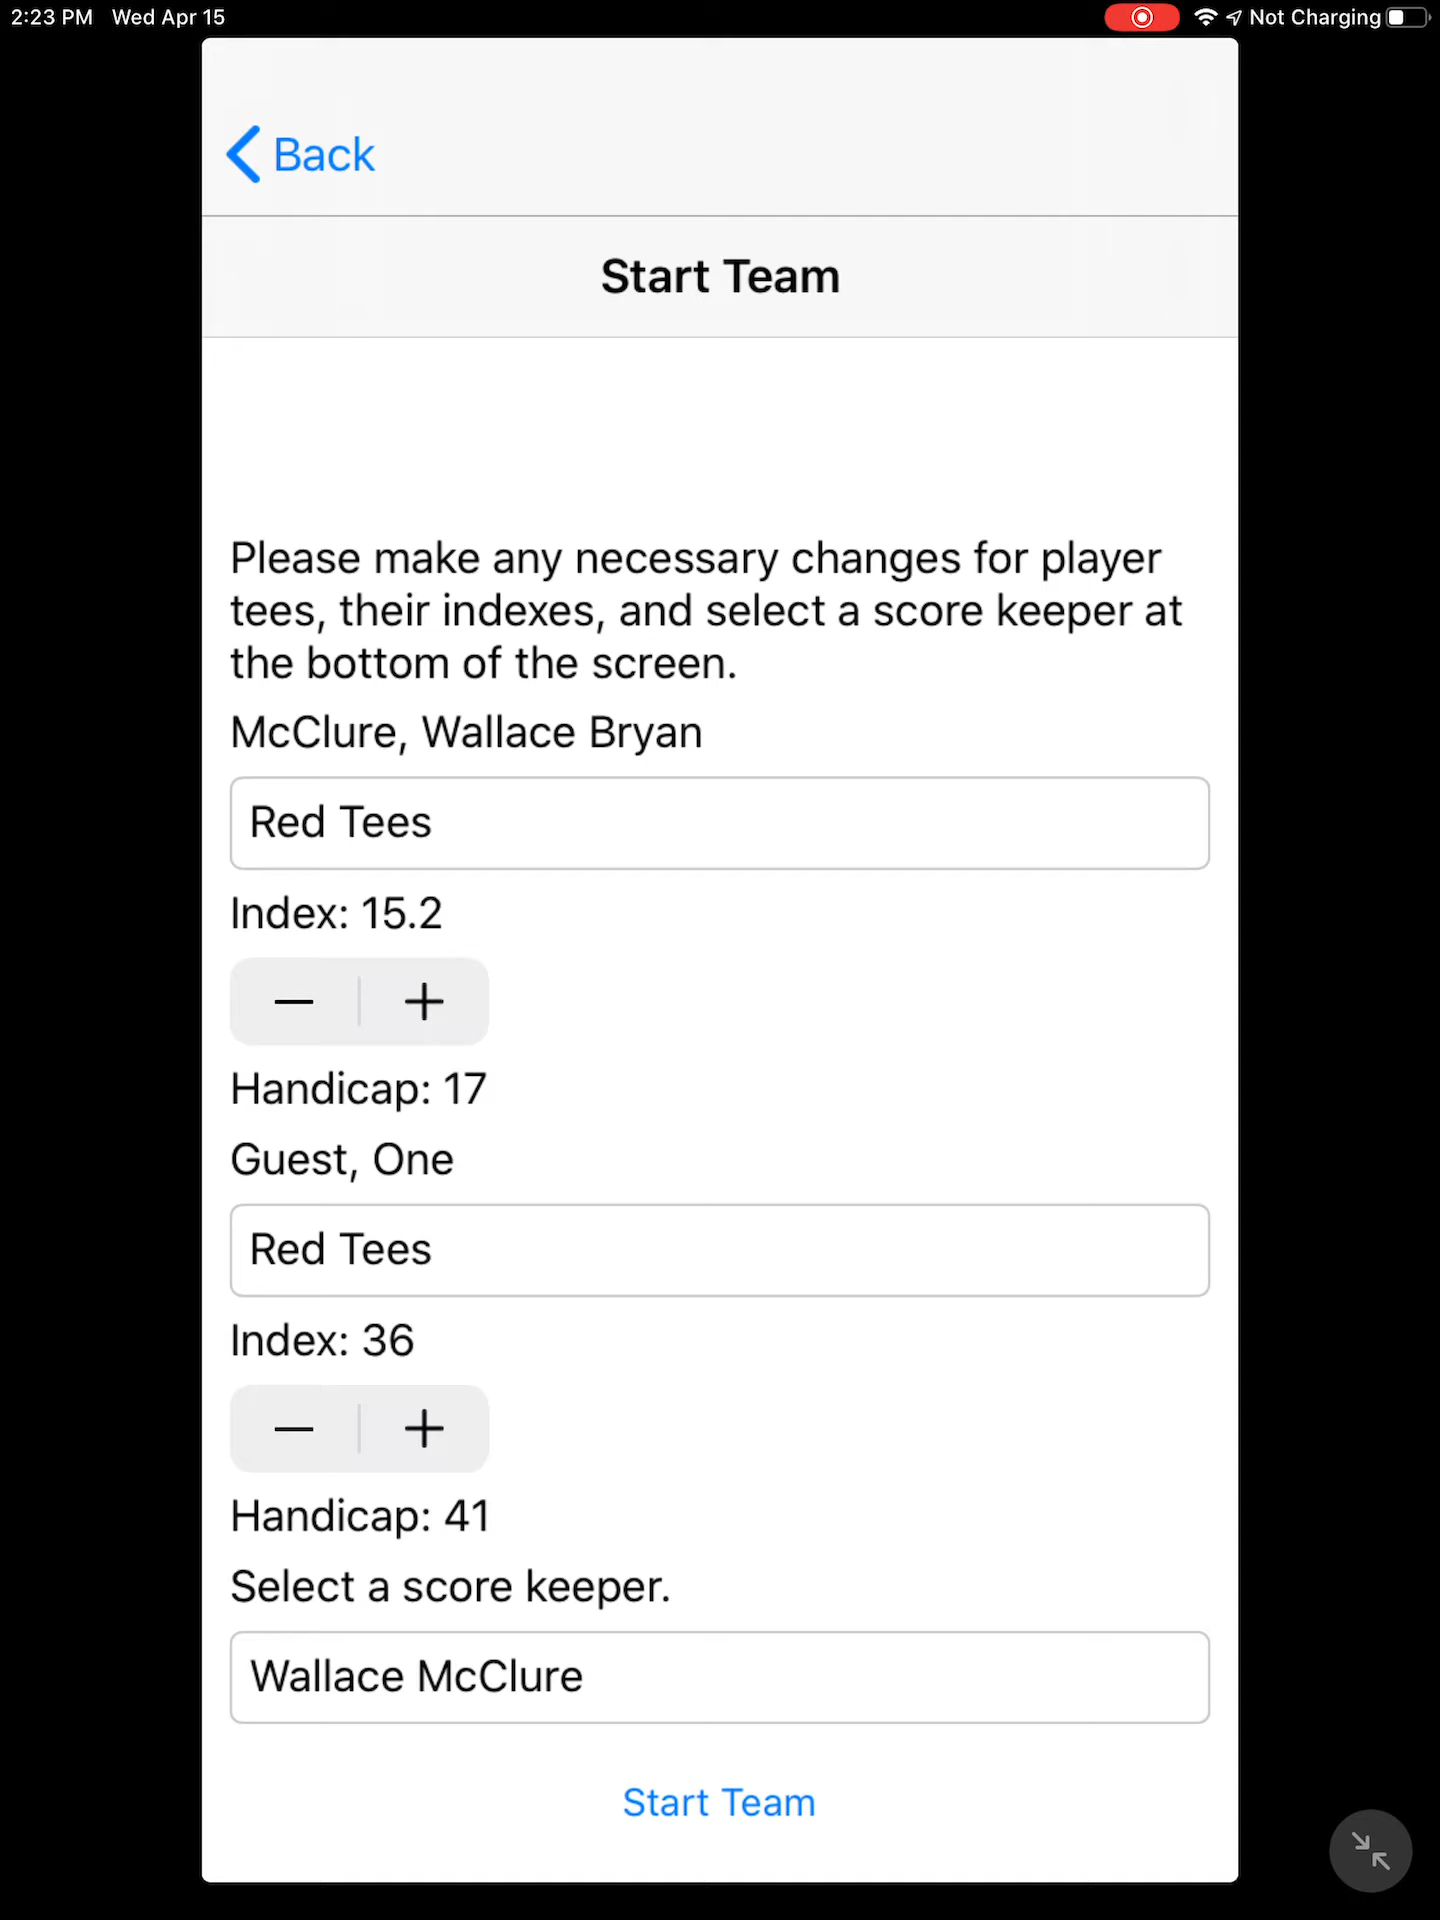 2:23 PM Wed Apr 15 Not Charging
Back
Start Team
Please make any necessary changes for player
tees, their indexes, and select a score keeper at
the bottom of the screen.
McClure, Wallace Bryan
Red Tees
Index: 15.2
Handicap: 17
Guest, One
Red Tees
Index: 36
Handicap: 41
Select a score keeper.
Wallace McClure
Start Team